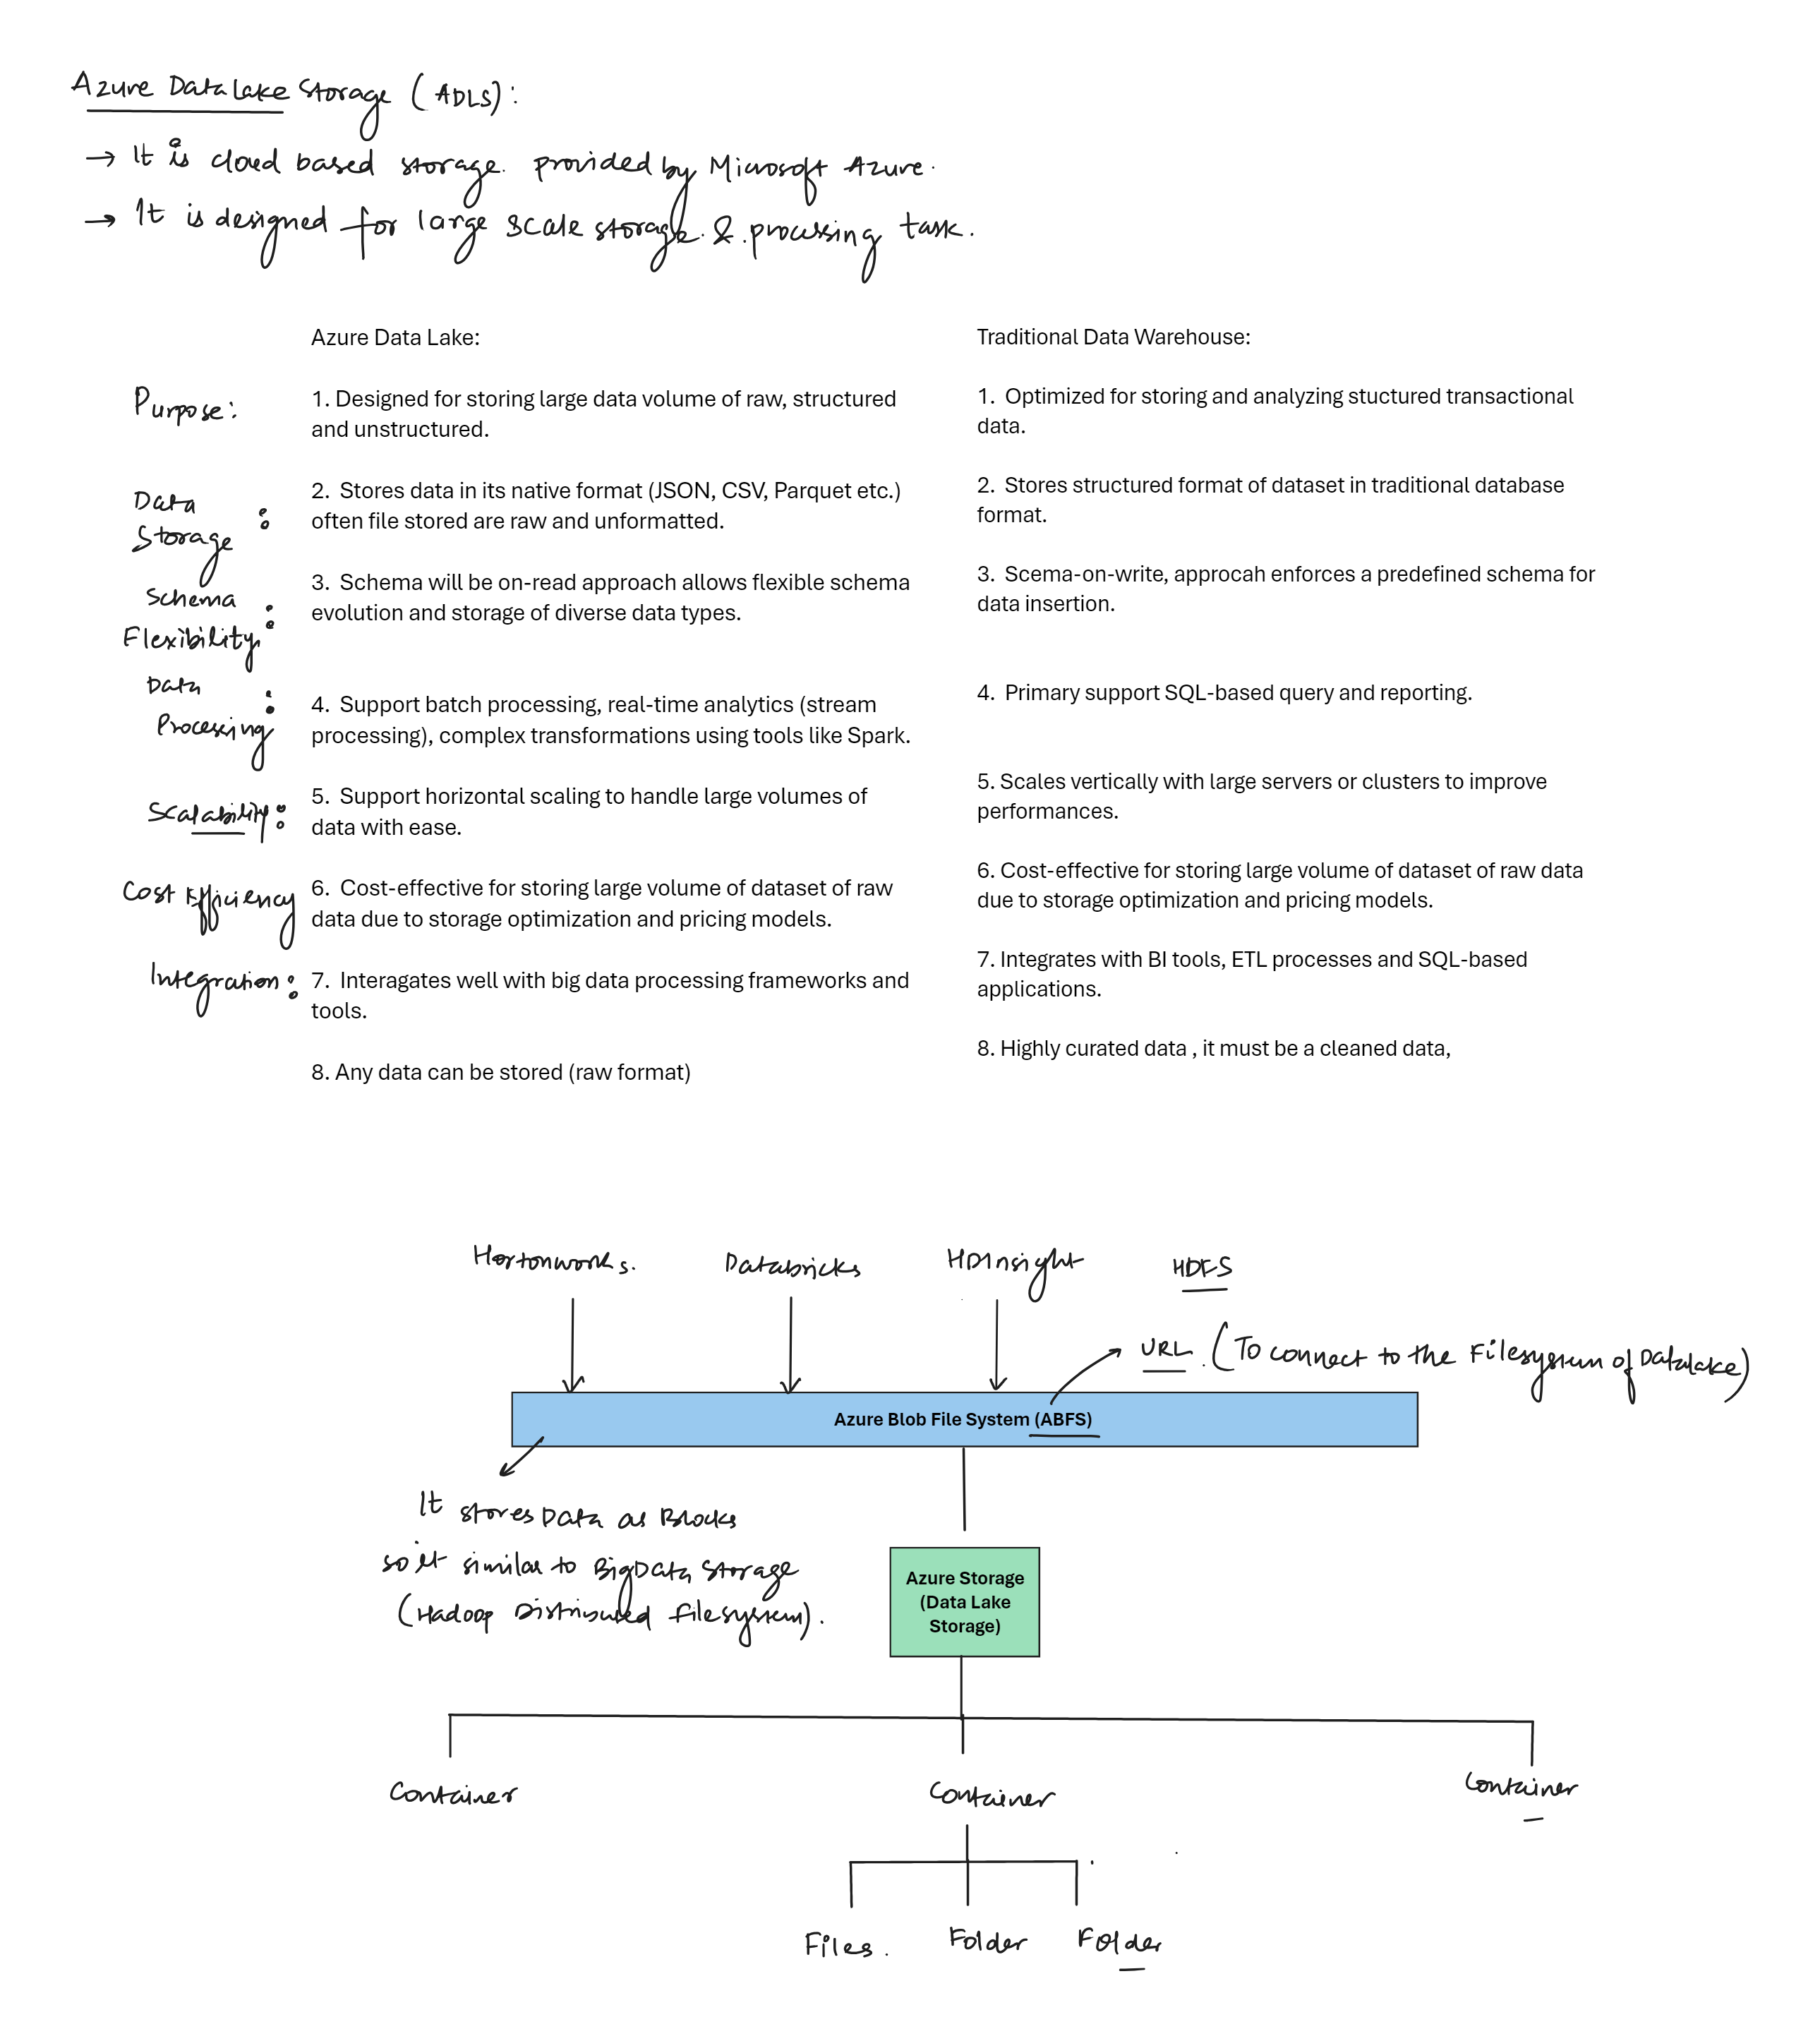 Azure Data Lake Storage (ADLS):
→ It is cloud based storage. provided by Microsoft Azure.
→ It is designed for large scale storage. & processing task.
Azure Data Lake:
Traditional Data Warehouse:
Purpose:
1. Designed for storing large data volume of raw, structured
and unstructured.
1. Optimized for storing and analyzing stuctured transactional
data.
Data
Storage :
2. Stores data in its native format (JSON, CSV, Parquet etc.)
often file stored are raw and unformatted.
2. Stores structured format of dataset in traditional database
format.
Schema
Flexibility:
3. Schema will be on-read approach allows flexible schema
evolution and storage of diverse data types.
3. Scema-on-write, approcah enforces a predefined schema for
data insertion.
Data
Processing :
4. Support batch processing, real-time analytics (stream
processing), complex transformations using tools like Spark.
4. Primary support SQL-based query and reporting.
Scalability:
5. Support horizontal scaling to handle large volumes of
data with ease.
5. Scales vertically with large servers or clusters to improve
performances.
Cost Efficiency
6. Cost-effective for storing large volume of dataset of raw
data due to storage optimization and pricing models.
6. Cost-effective for storing large volume of dataset of raw data
due to storage optimization and pricing models.
Integration:
7. Interagates well with big data processing frameworks and
tools.
7. Integrates with BI tools, ETL processes and SQL-based
applications.
8. Any data can be stored (raw format)
8. Highly curated data , it must be a cleaned data,
Hortonworks.
Databricks
HDInsight
HDFS
URL. (To connect to the Filesystem of Datalake)
Azure Blob File System (ABFS)
It stores Data as Blocks
so it similar to BigData Storage
(Hadoop Distributed filesystem).
Azure Storage
(Data Lake
Storage)
Container
Container
Container
Files.
Folder
Folder